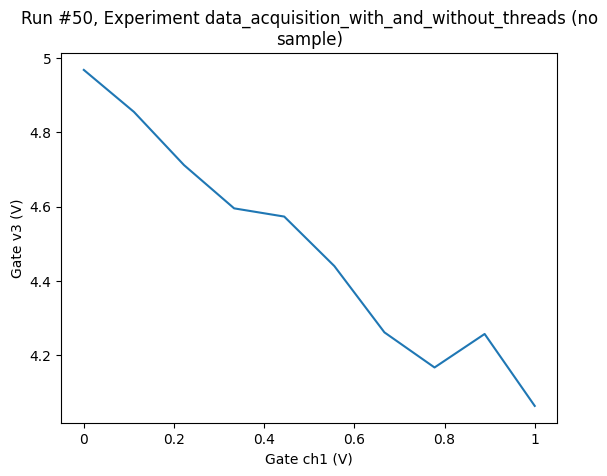 Run #50, Experiment data_acquisition_with_and_without_threads (no
sample)
5
4.8
4.6
4.4
4.2
Gate v3 (V)
0
0.2
0.4
0.6
0.8
1
Gate ch1 (V)